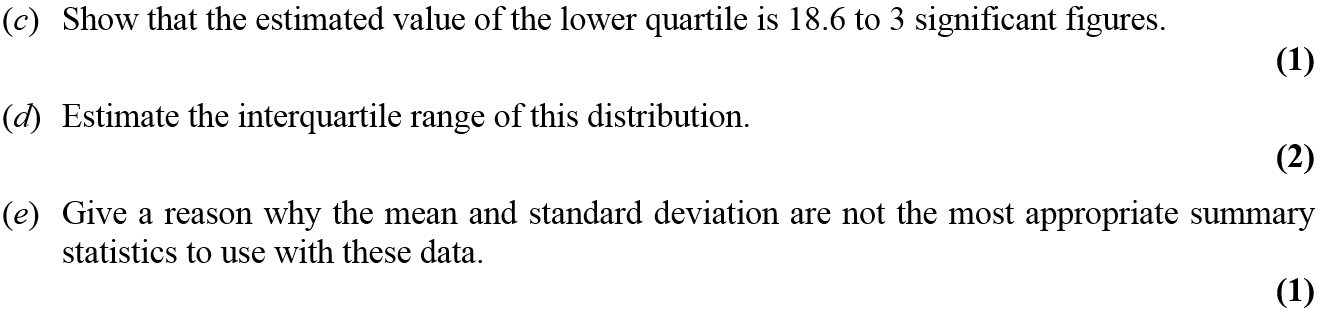 (c) Show that the estimated value of the lower quartile is 18.6 to 3 significant figures.
(1)
(d) Estimate the interquartile range of this distribution.
(2)
(e) Give a reason why the mean and standard deviation are not the most appropriate summary
statistics to use with these data.
(1)